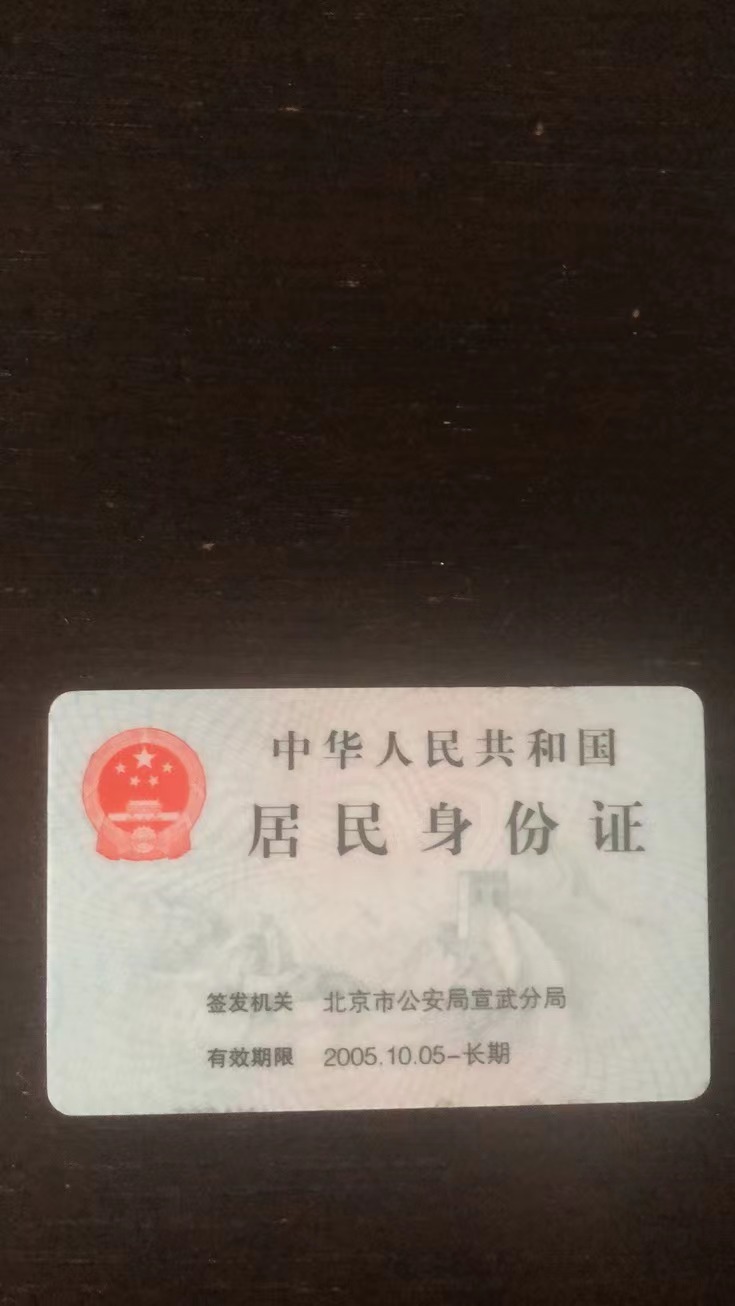 中华人民共和国
居民身份证
签发机关 北京市公安局宣武分局
有效期限 2005.10.05-长期